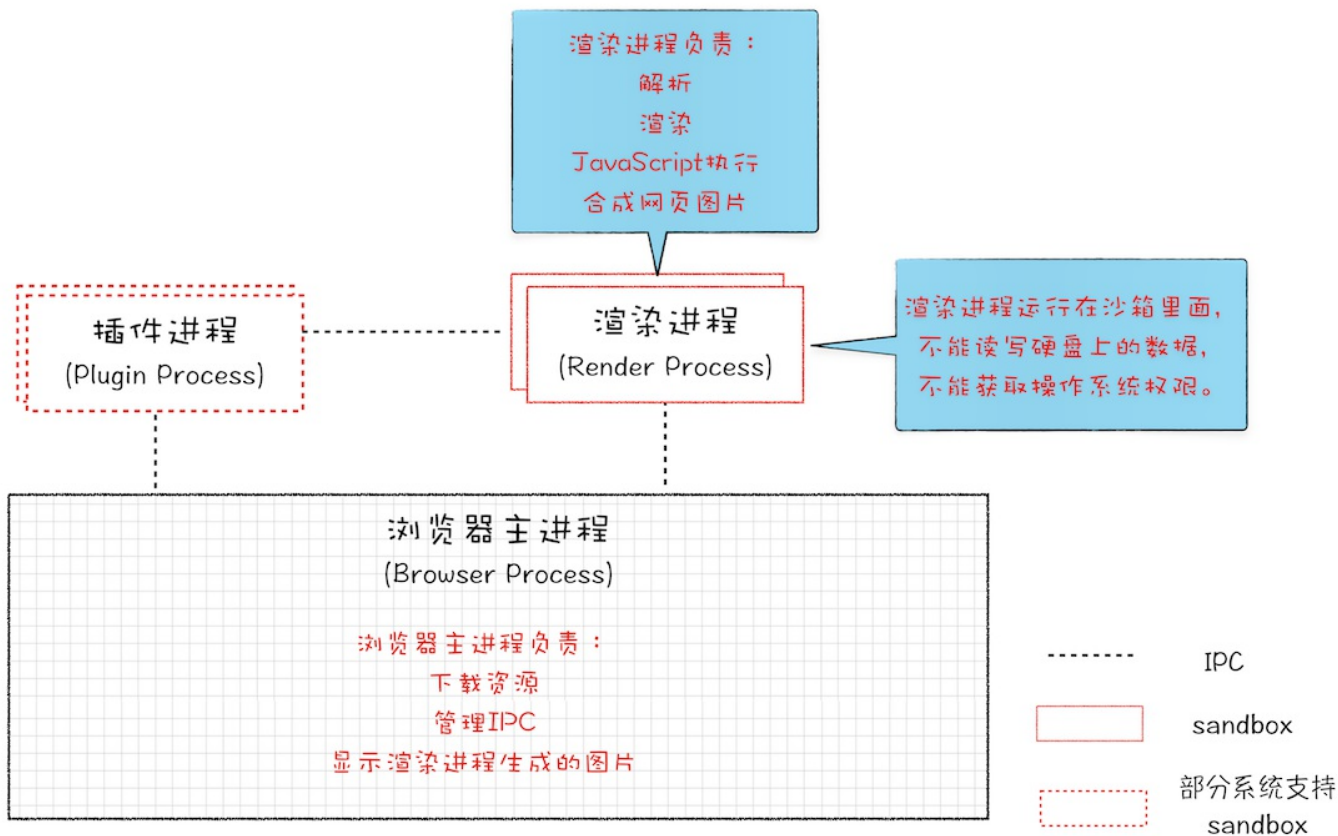 渲染进程负责：
解析
渲染
JavaScript执行
合成网页图片
插件进程
(Plugin Process)
渲染进程
(Render Process)
渲染进程运行在沙箱里面，
不能读写硬盘上的数据，
不能获取操作系统权限。
浏览器主进程
(Browser Process)
浏览器主进程负责：
下载资源
管理IPC
显示渲染进程生成的图片
IPC
sandbox
部分系统支持
sandbox